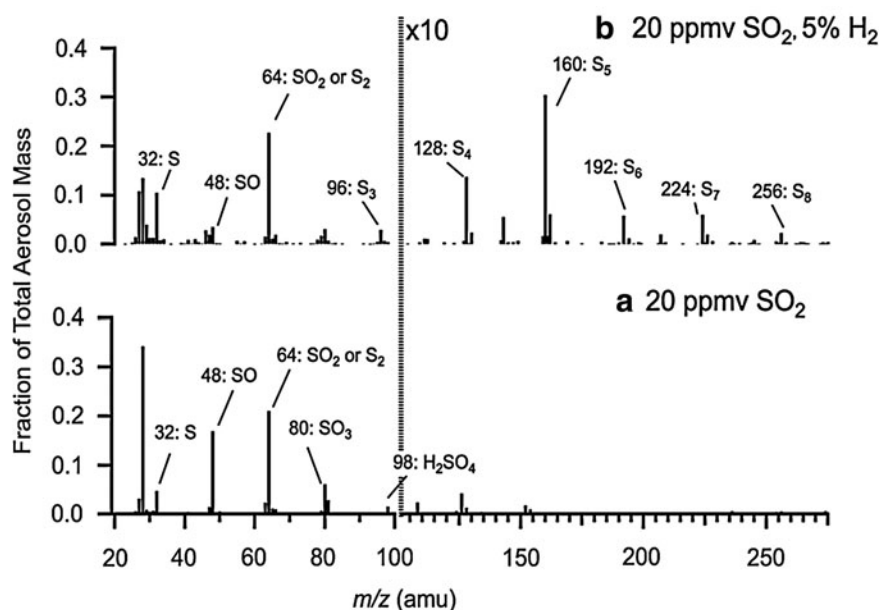 Fraction of Total Aerosol Mass
x10
b 20 ppmv SO₂, 5% H₂
0.4
0.3
0.2
0.1
0.0
32: S
48: SO
64: SO₂ or S₂
96: S₃
128: S₄
160: S₅
192: S₆
224: S₇
256: S₈
a 20 ppmv SO₂
0.4
0.3
0.2
0.1
0.0
32: S
48: SO
64: SO₂ or S₂
80: SO₃
98: H₂SO₄
20 40 60 80 100 150 200 250
m/z (amu)